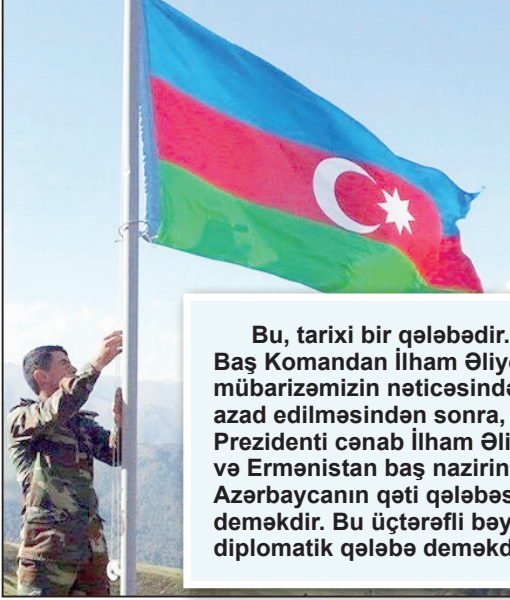 Bu, tarixi bir qələbədir.
Baş Komandan İlham Əliye
mübarizəmizin nəticəsində
azad edilməsindən sonra,
Prezidenti cənab İlham Əli
və Ermənistan baş nazirin
Azərbaycanın qəti qələbəs
deməkdir. Bu üçtərəfli bəy
diplomatik qələbə deməkd